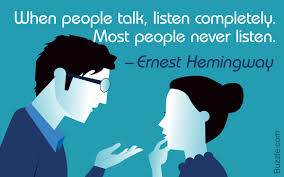 When people talk, listen completely.
Most people never listen.
– Ernest Hemingway
Buzzle.com